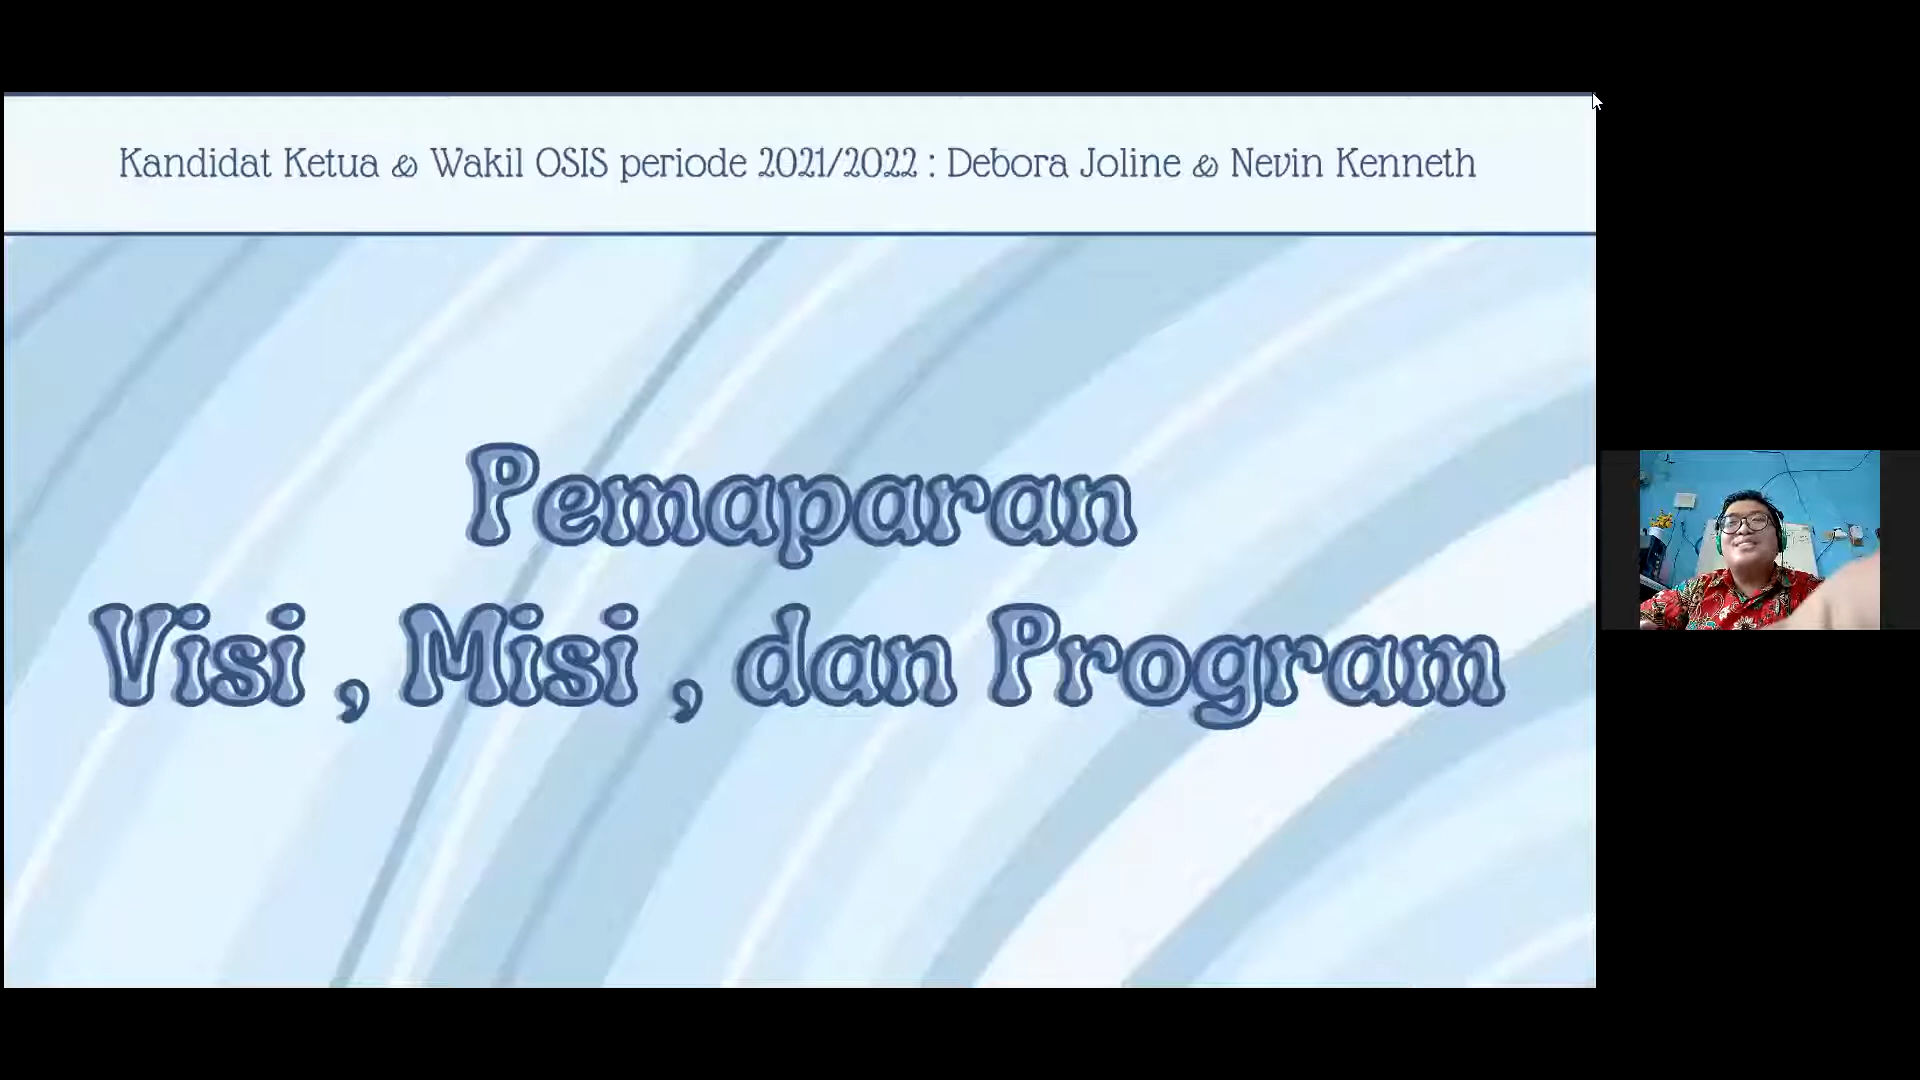 Kandidat Ketua & Wakil OSIS periode 2021/2022 : Debora Joline & Nevin Kenneth
Pemaparan
Visi , Misi , dan Program